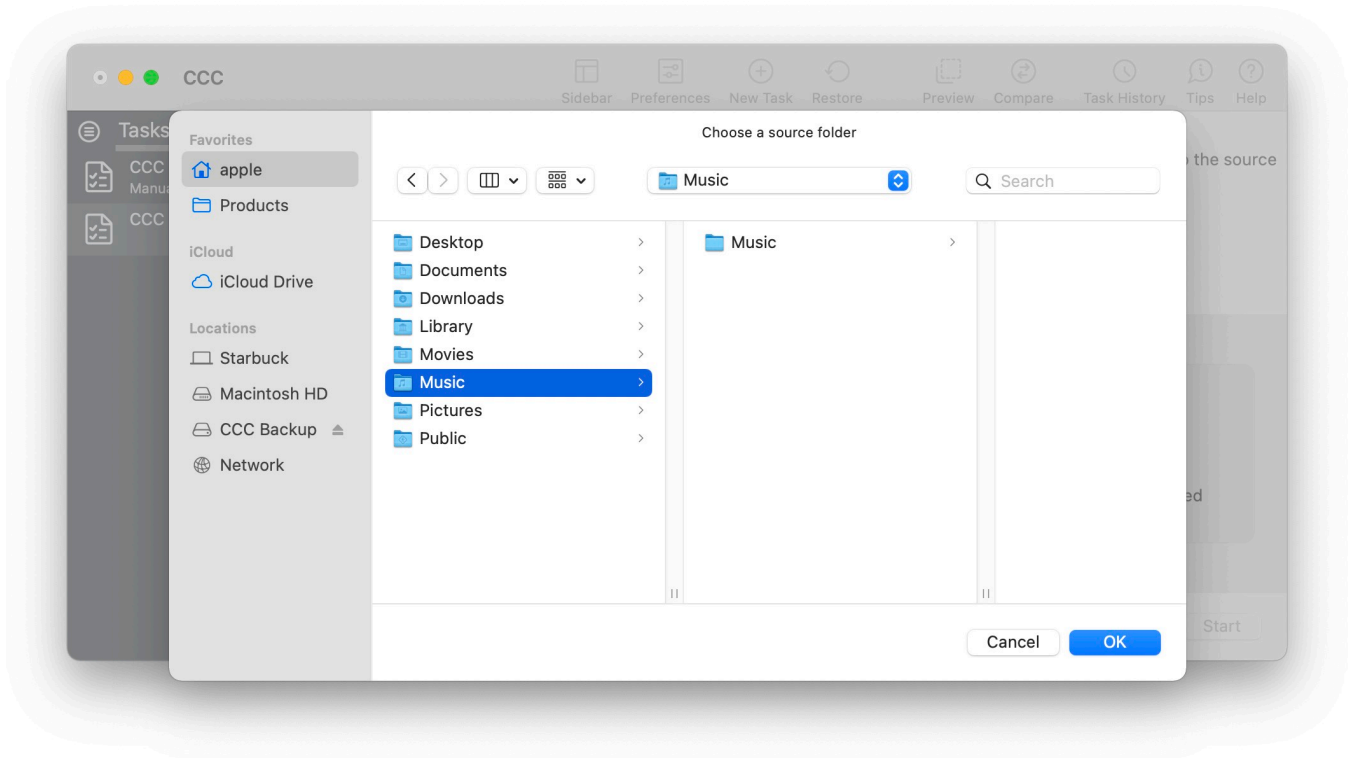 CCC
Sidebar Preferences New Task Restore Preview Compare Task History Tips Help
Tasks
CCC
CCC
the source
Start
Choose a source folder
Favorites
apple
Products
iCloud
iCloud Drive
Locations
Starbuck
Macintosh HD
CCC Backup
Network
Music
Search
Desktop
Documents
Downloads
Library
Movies
Music
Pictures
Public
Music
Cancel OK